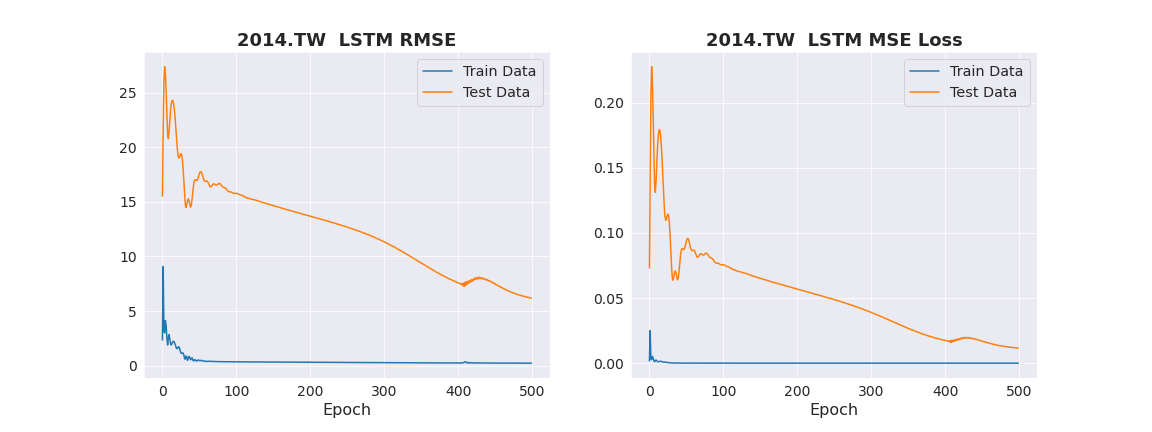 2014.TW  LSTM RMSE
Train Data
Test Data
25
20
15
10
5
0
0 100 200 300 400 500
Epoch
2014.TW  LSTM MSE Loss
Train Data
Test Data
0.20
0.15
0.10
0.05
0.00
0 100 200 300 400 500
Epoch